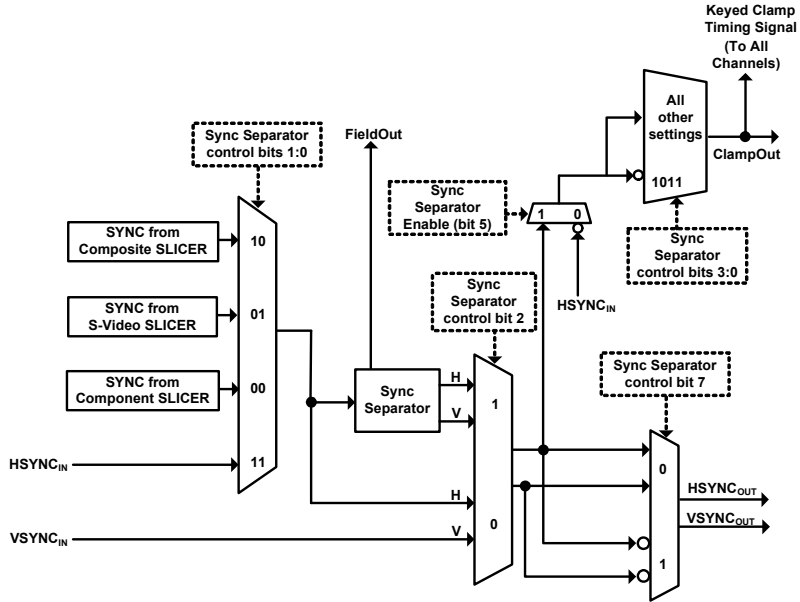 Keyed Clamp
Timing Signal
(To All
Channels)
FieldOut
All
other
settings
1011
ClampOut
Sync Separator
control bits 1:0
Sync
Separator
Enable (bit 5)
1 0
HSYNCIN
Sync
Separator
control bits 3:0
SYNC from
Composite SLICER
10
SYNC from
S-Video SLICER
01
SYNC from
Component SLICER
00
HSYNCIN
11
VSYNCIN
Sync
Separator
H
V
H
V
Sync
Separator
control bit 2
1
0
Sync Separator
control bit 7
0
1
HSYNCOUT
VSYNCOUT